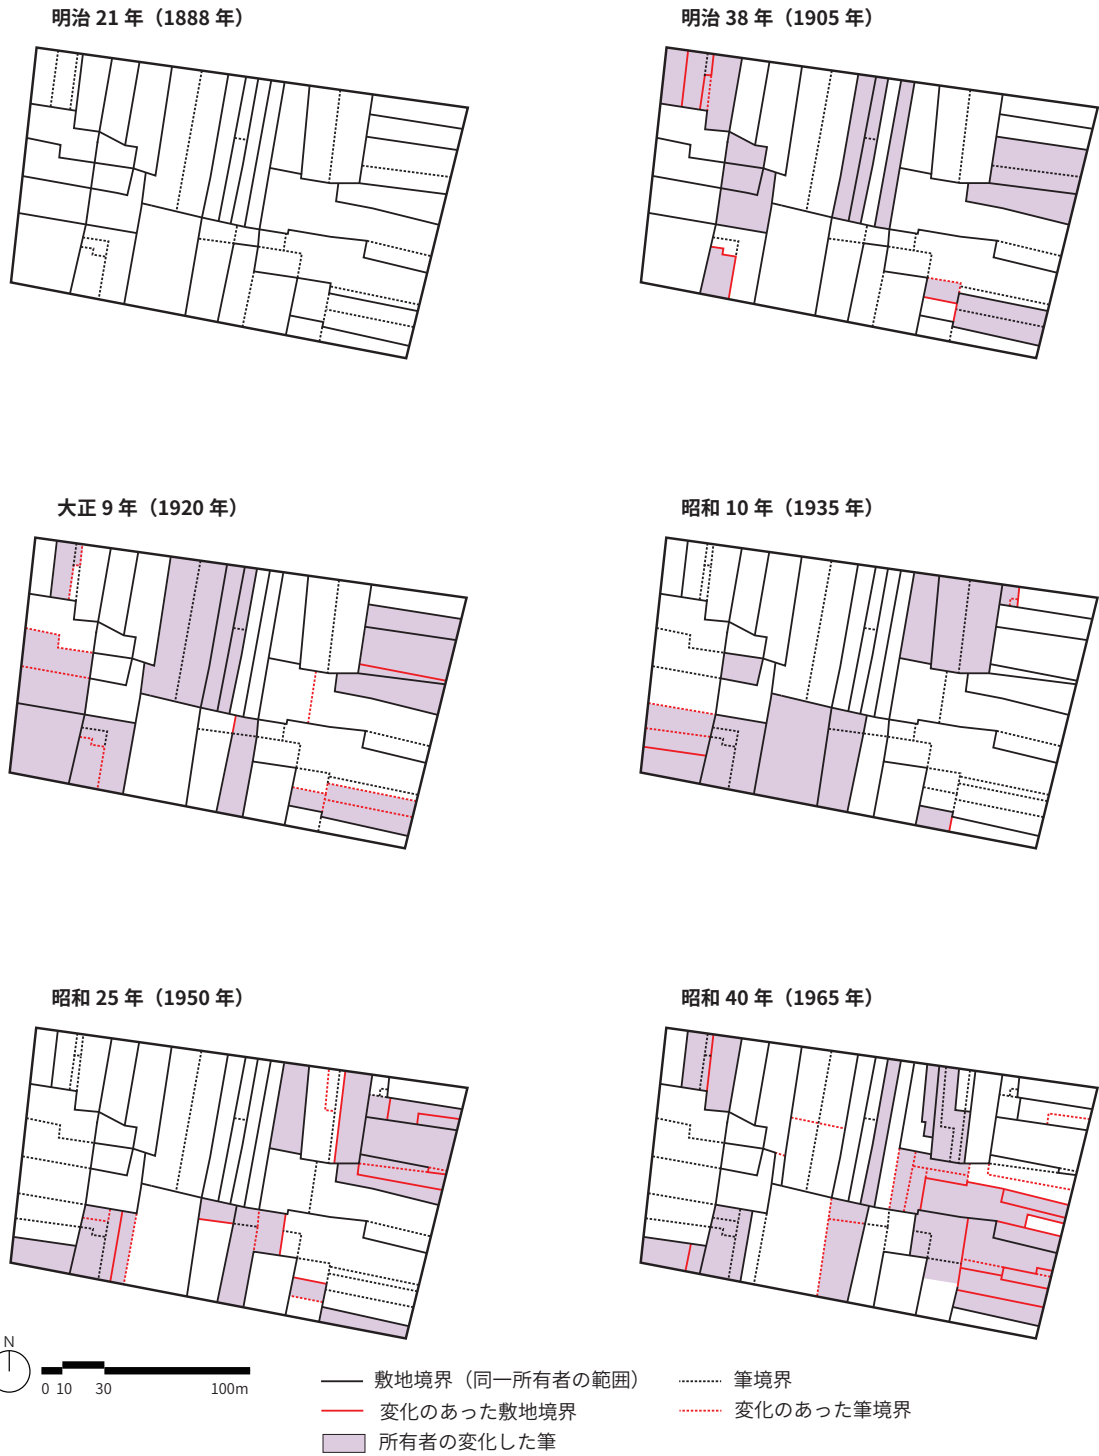 明治 21 年（1888 年）
明治 38 年（1905 年）
大正 9 年（1920 年）
昭和 10 年（1935 年）
昭和 25 年（1950 年）
昭和 40 年（1965 年）
N
0 10 30 100m
敷地境界（同一所有者の範囲）
筆境界
変化のあった敷地境界
変化のあった筆境界
所有者の変化した筆